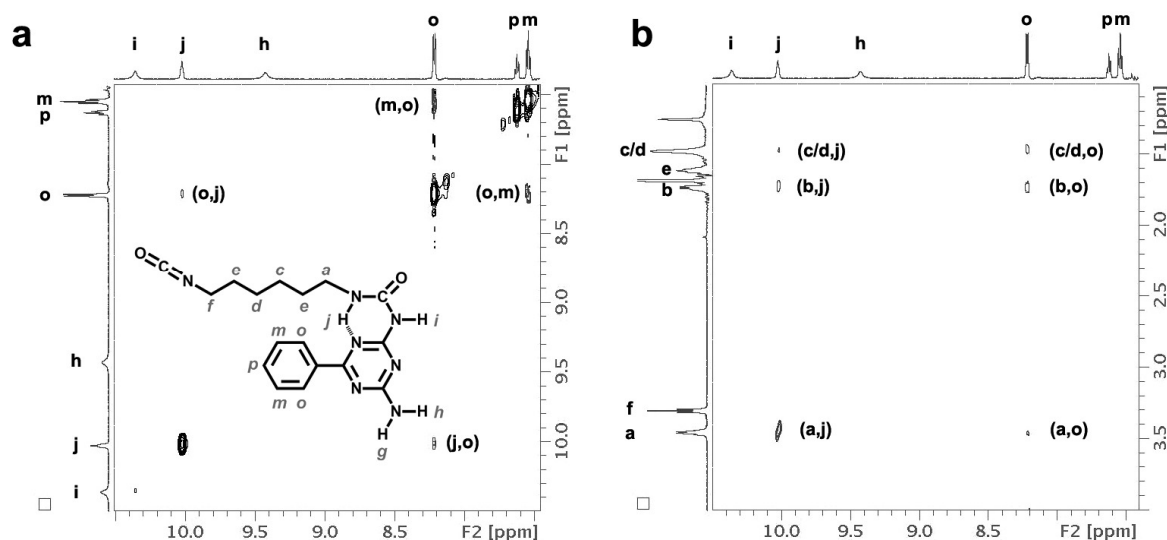 a
i j h o p m
m
p
o
h
j
i
(m,o)
(o,j)
(o,m)
(j,o)
O
C
N
f e d c e a
N
H
j
C
O
N
H
i
N
N
N
m o
p
m o
N
H
h
H
g
F1 [ppm]
8.5
9.0
9.5
10.0
10.0 9.5 9.0 8.5 F2 [ppm]
b
i j h o p m
c/d
e
b
f
a
(c/d,j)
(c/d,o)
(b,j)
(b,o)
(a,j)
(a,o)
F1 [ppm]
2.0
2.5
3.0
3.5
10.0 9.5 9.0 8.5 F2 [ppm]